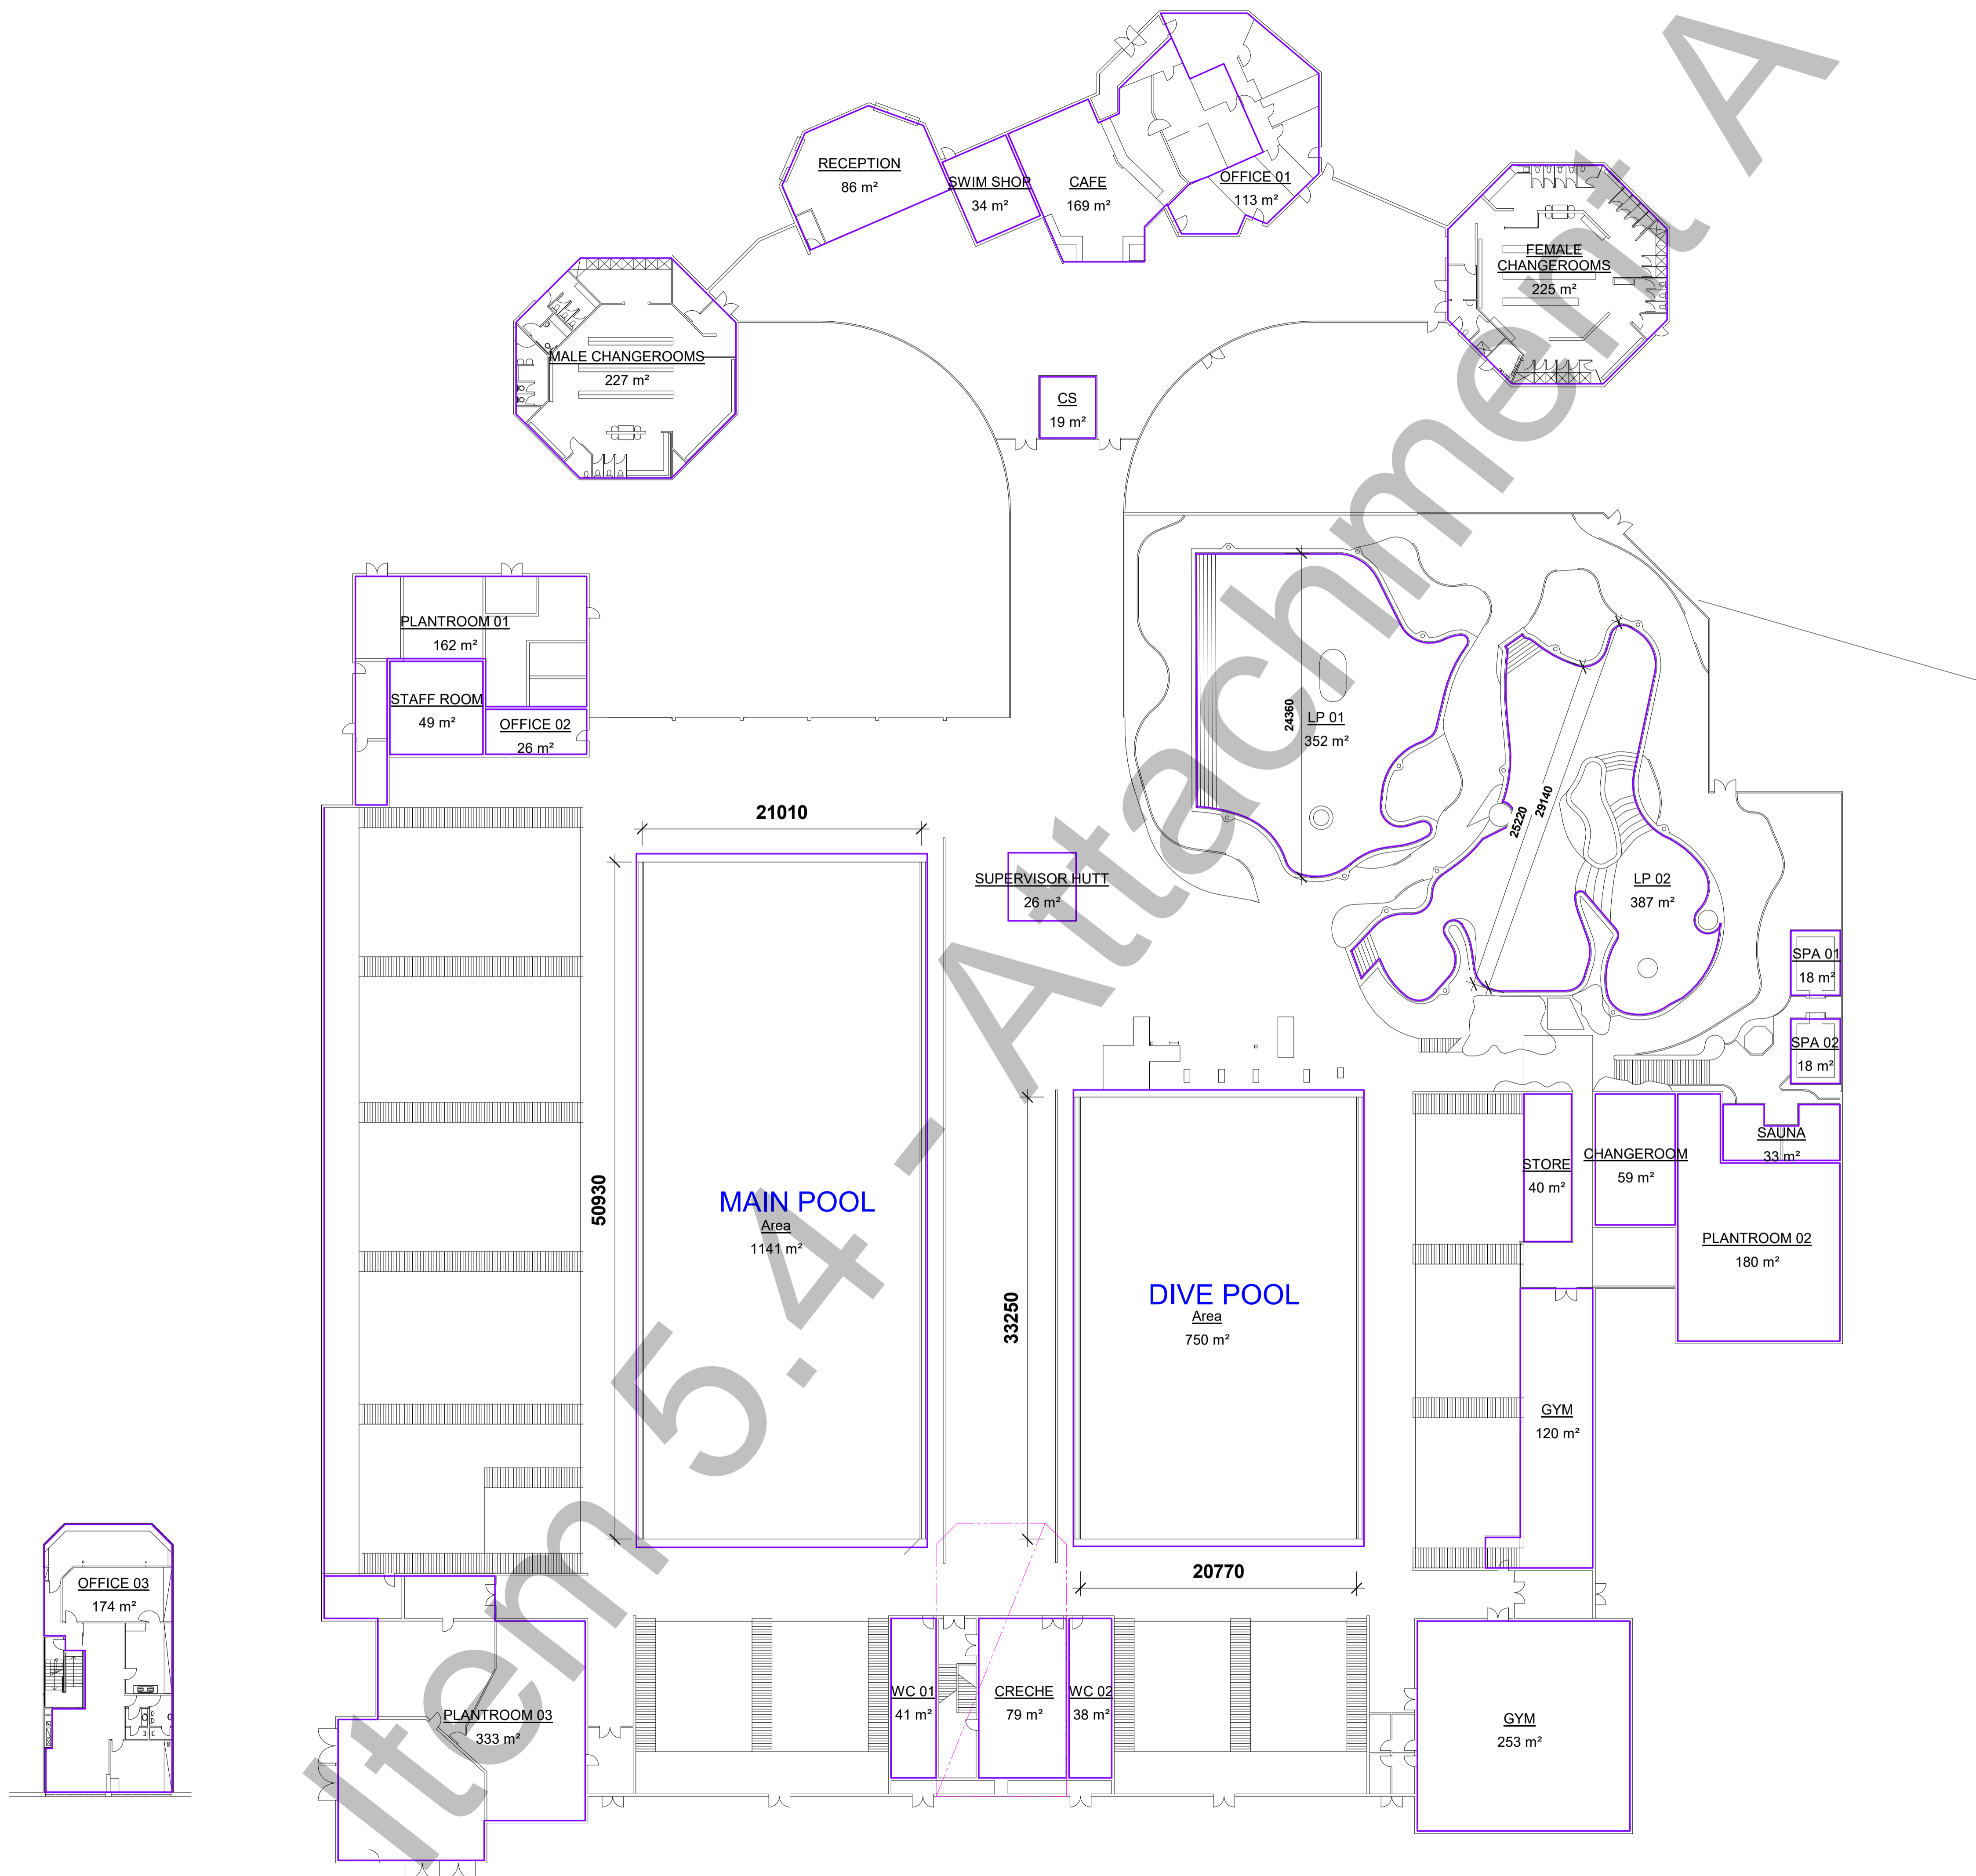 RECEPTION
86 m²
SWIM SHOP
34 m²
CAFE
169 m²
OFFICE 01
113 m²
FEMALE
CHANGEROOMS
225 m²
MALE CHANGEROOMS
227 m²
CS
19 m²
PLANTROOM 01
162 m²
STAFF ROOM
49 m²
OFFICE 02
26 m²
24360
LP 01
352 m²
25220
29140
LP 02
387 m²
21010
SUPERVISOR HUTT
26 m²
SPA 01
18 m²
SPA 02
18 m²
50930
MAIN POOL
Area
1141 m²
33250
DIVE POOL
Area
750 m²
20770
STORE
40 m²
CHANGEROOM
59 m²
SAUNA
33 m²
PLANTROOM 02
180 m²
GYM
120 m²
OFFICE 03
174 m²
PLANTROOM 03
333 m²
WC 01
41 m²
CRECHE
79 m²
WC 02
38 m²
GYM
253 m²
Item 5.4 - Attachment A